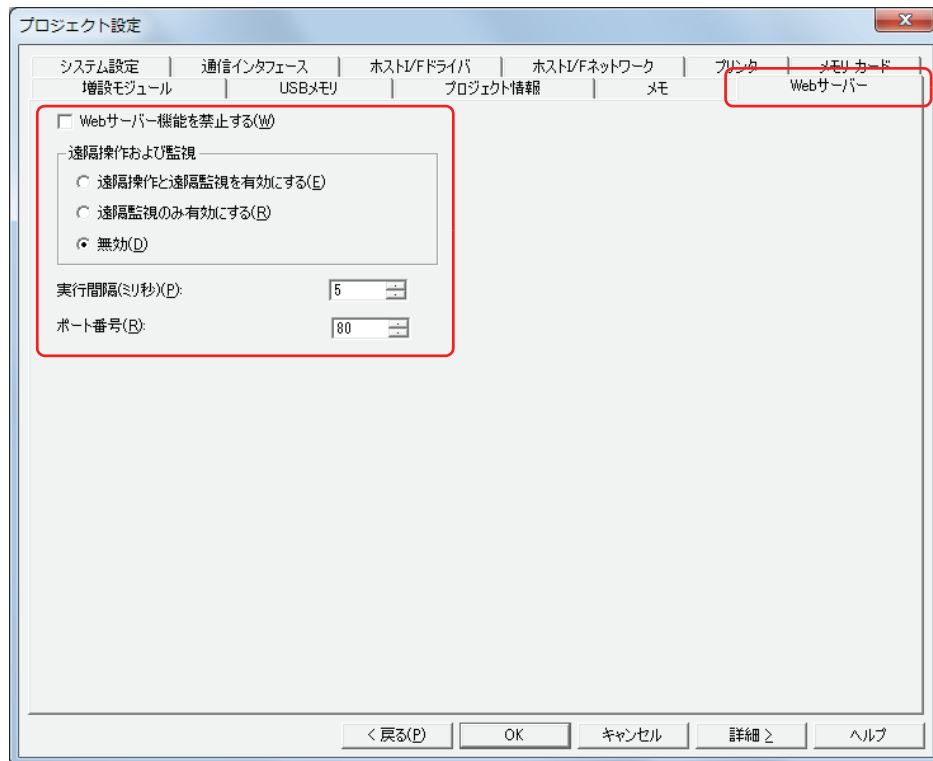 プロジェクト設定
システム設定 通信インタフェース ホストI/Fドライバ ホストI/Fネットワーク プリンタ メモリ カード
増設モジュール USBメモリ プロジェクト情報 メモ Webサーバー
Webサーバー機能を禁止する(W)
遠隔操作および監視
遠隔操作と遠隔監視を有効にする(E)
遠隔監視のみ有効にする(R)
無効(D)
実行間隔(ミリ秒)(P): 5
ポート番号(R): 80
< 戻る(P) OK キャンセル 詳細 > ヘルプ